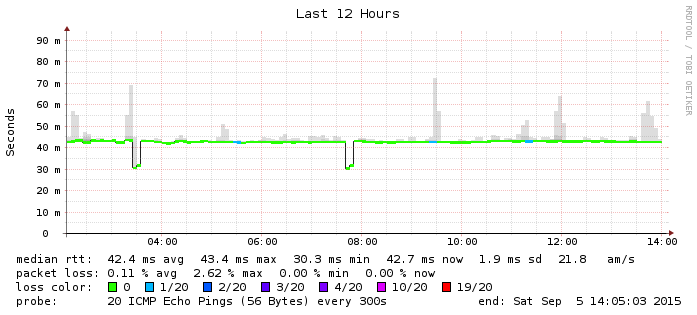 Last 12 Hours
RRDTOOL / TOBI OETIKER
Seconds
90 m
80 m
70 m
60 m
50 m
40 m
30 m
20 m
10 m
0
04:00 06:00 08:00 10:00 12:00 14:00
median rtt: 42.4 ms avg 43.4 ms max 30.3 ms min 42.7 ms now 1.9 ms sd 21.8 am/s
packet loss: 0.11 % avg 2.62 % max 0.00 % min 0.00 % now
loss color: 0 1/20 2/20 3/20 4/20 10/20 19/20
probe: 20 ICMP Echo Pings (56 Bytes) every 300s end: Sat Sep 5 14:05:03 2015